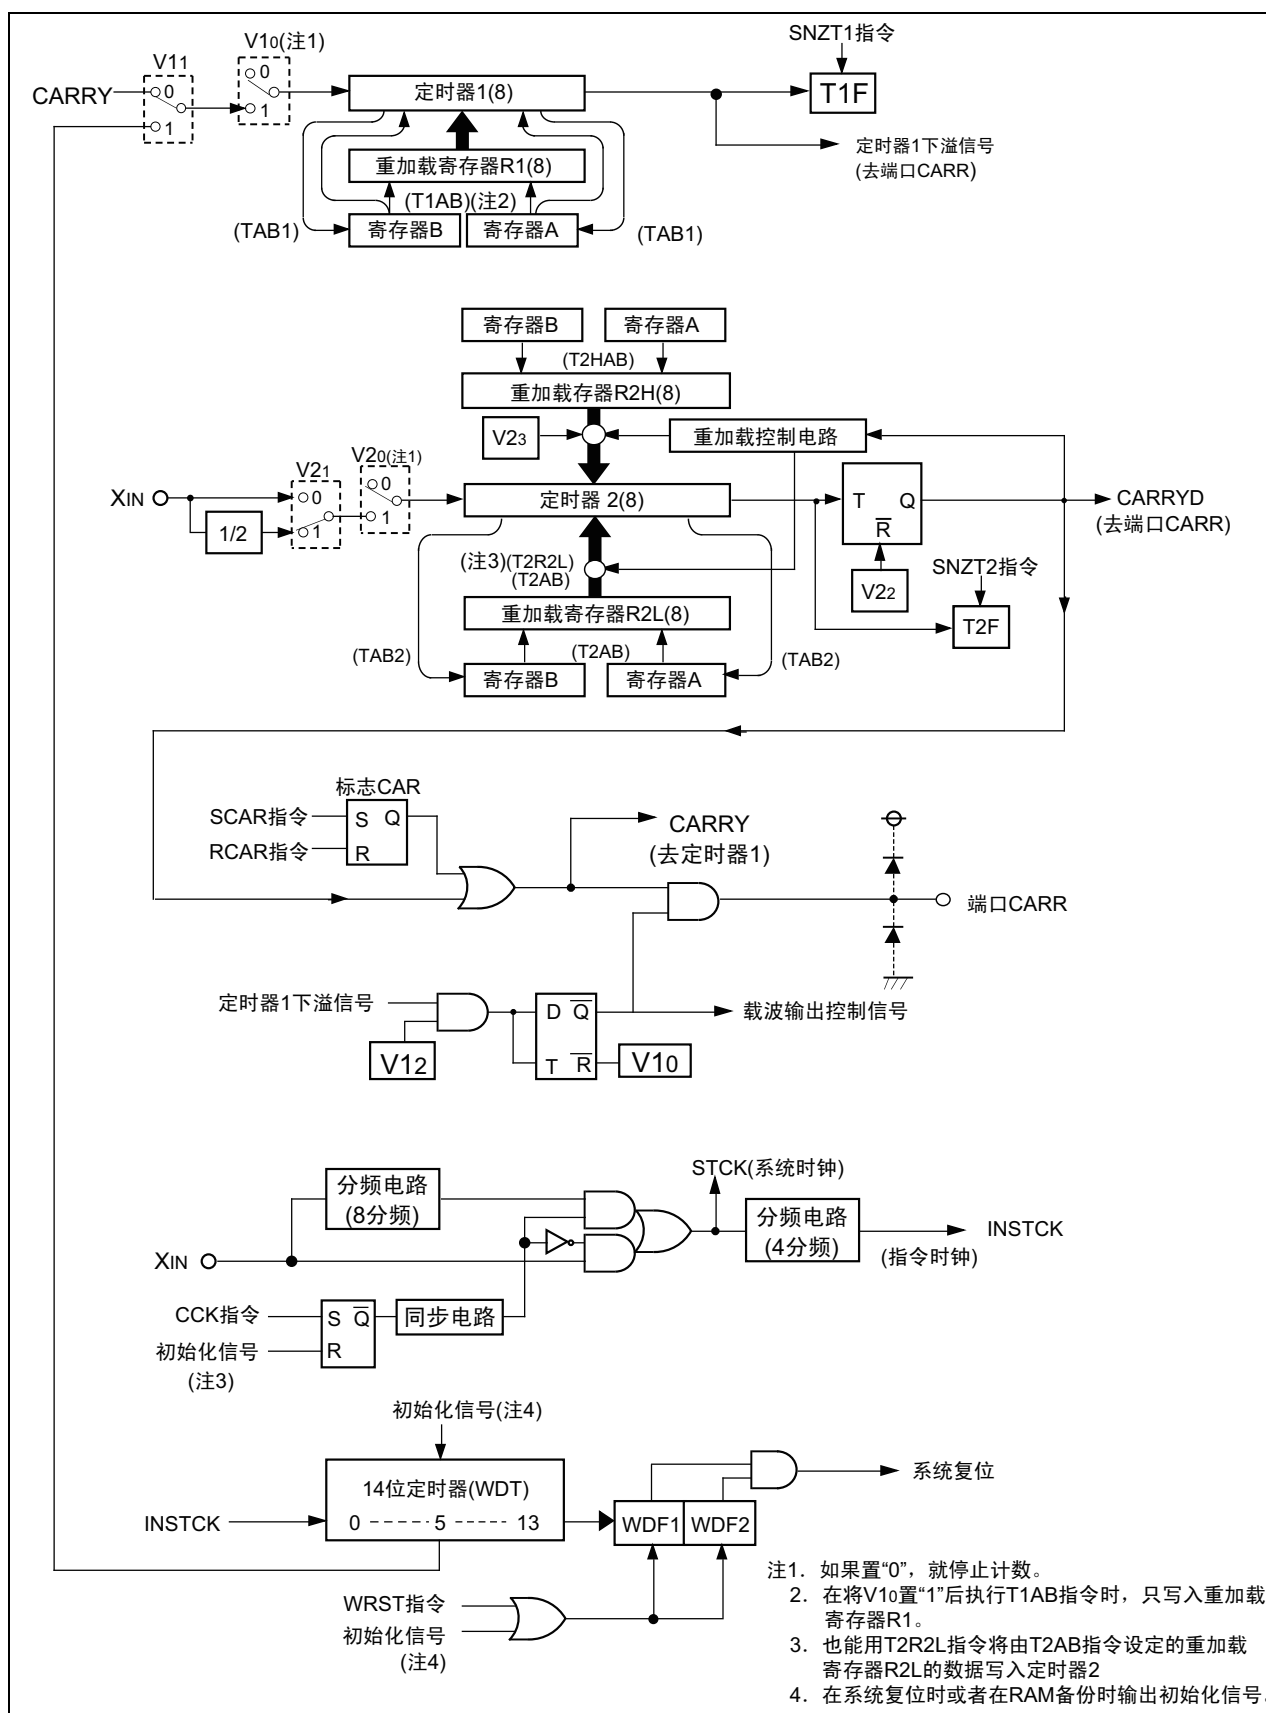 SNZT1指令
V10(注1)
V11
0
CARRY
0
1
1
定时器1(8)
T1F
定时器1下溢信号
(去端口CARR)
重加载寄存器R1(8)
(T1AB)(注2)
(TAB1)
寄存器B
寄存器A
(TAB1)
寄存器B
寄存器A
(T2HAB)
重加载存器R2H(8)
V23
重加载控制电路
V20(注1)
V21
0
XIN
0
1
1
1/2
定时器 2(8)
T Q
R
CARRYD
(去端口CARR)
V22
SNZT2指令
T2F
(注3)(T2R2L)
(T2AB)
重加载寄存器R2L(8)
(TAB2)
(T2AB)
(TAB2)
寄存器B
寄存器A
标志CAR
SCAR指令
S Q
RCAR指令
R
CARRY
(去定时器1)
端口CARR
定时器1下溢信号
V12
D Q
T R
V10
载波输出控制信号
STCK(系统时钟)
分频电路
(8分频)
分频电路
(4分频)
INSTCK
(指令时钟)
XIN
CCK指令
S Q
同步电路
初始化信号
R
(注3)
初始化信号(注4)
14位定时器(WDT)
INSTCK
0 ----- 5 ----- 13
WDF1
WDF2
系统复位
WRST指令
初始化信号
(注4)
注1. 如果置“0”，就停止计数。
2. 在将V10置“1”后执行T1AB指令时，只写入重加载
寄存器R1。
3. 也能用T2R2L指令将由T2AB指令设定的重加载
寄存器R2L的数据写入定时器2
4. 在系统复位时或者在RAM备份时输出初始化信号。